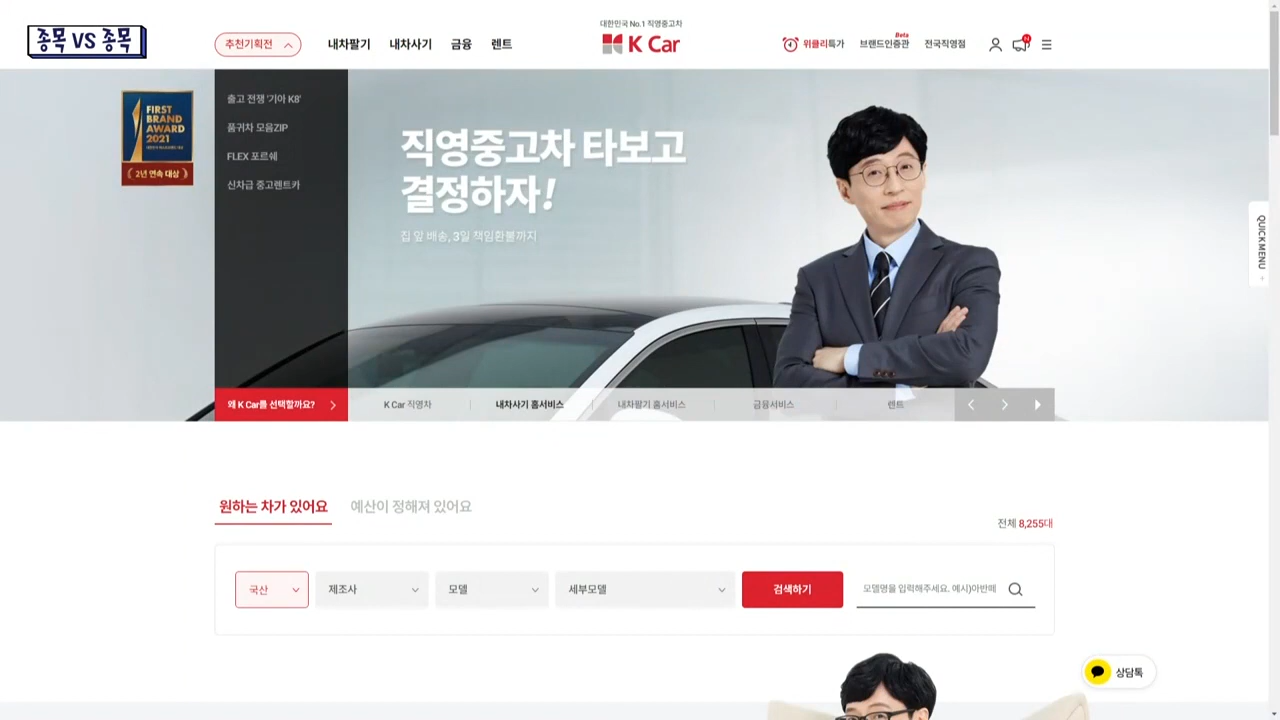 종목 VS 종목
추천기획전
내차팔기
내차사기
금융
렌트
대한민국 No.1 직영중고차
K Car
위클리특가
브랜드인증관
Beta
전국직영점
N
출고 전쟁 '기아 K8'
품귀차 모음ZIP
FLEX 포르쉐
신차급 중고렌트카
FIRST
BRAND
AWARD
2021
2년 연속 대상
직영중고차 타보고
결정하자!
집 앞 배송, 3일 책임환불까지
QUICKMENU
왜 K Car를 선택할까요?
K Car 직영차
내차사기 홈서비스
내차팔기 홈서비스
금융서비스
렌트
원하는 차가 있어요
예산이 정해져 있어요
전체 8,255대
국산
제조사
모델
세부모델
검색하기
모델명을 입력해주세요. 예시)아반떼
상담톡